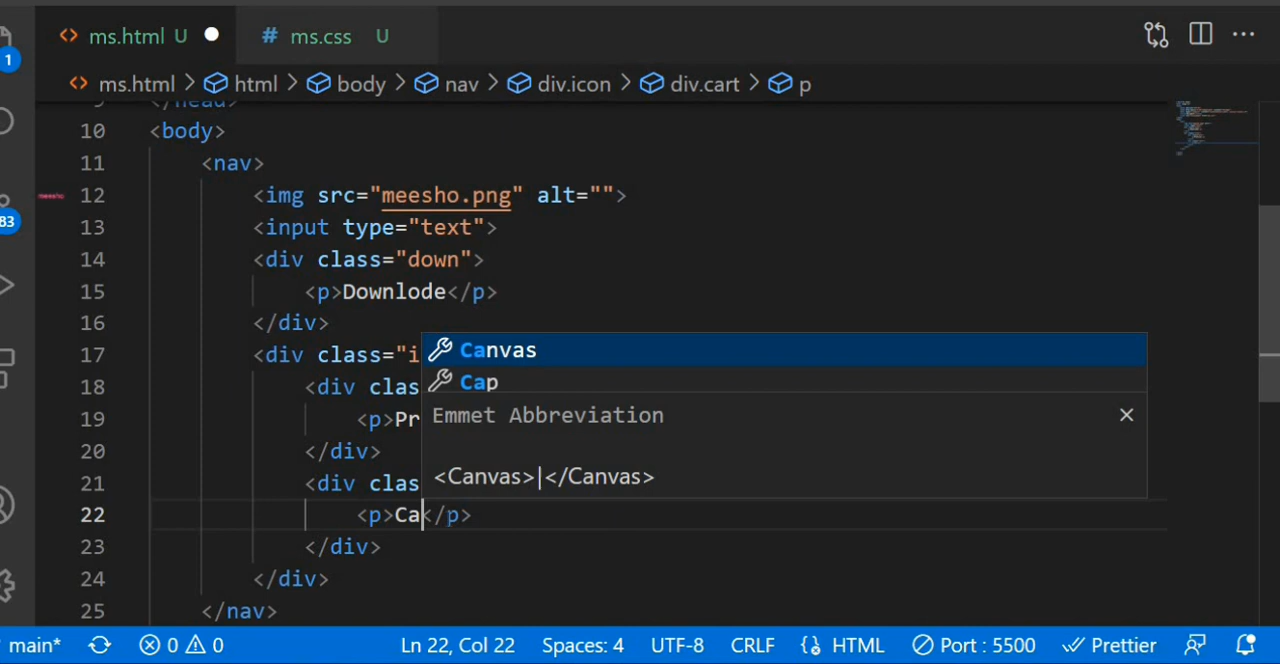 ms.html U # ms.css U
ms.html > html > body > nav > div.icon > div.cart > p
9 </head>
10 <body>
11 <nav>
12 <img src="meesho.png" alt="">
13 <input type="text">
14 <div class="down">
15 <p>Downlode</p>
16 </div>
17 <div class="i
18 <div clas
19 <p>Pr
20 </div>
21 <div clas
22 <p>Ca</p>
23 </div>
24 </div>
25 </nav>
Canvas
Cap
Emmet Abbreviation
<Canvas>|</Canvas>
1
83
main* 0 0 Ln 22, Col 22 Spaces: 4 UTF-8 CRLF HTML Port : 5500 Prettier